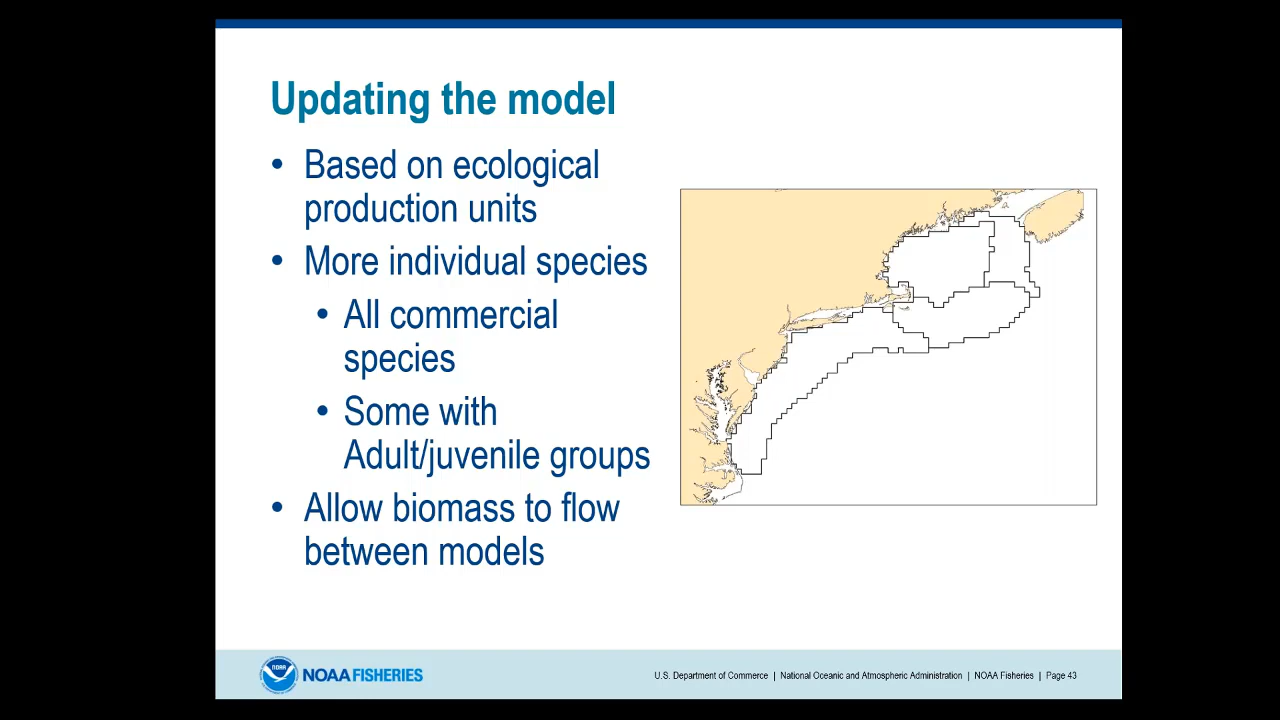 Updating the model
• Based on ecological
production units
• More individual species
• All commercial
species
• Some with
Adult/juvenile groups
• Allow biomass to flow
between models
NOAA
NOAA FISHERIES
U.S. Department of Commerce | National Oceanic and Atmospheric Administration | NOAA Fisheries | Page 43